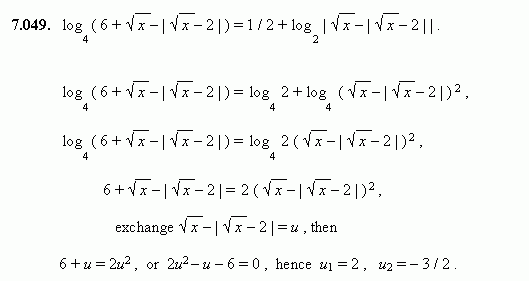 7.049. log₄ ( 6 + √x − | √x − 2 | ) = 1 / 2 + log₂ | √x − | √x − 2 | | .
log₄ ( 6 + √x − | √x − 2 | ) = log₄ 2 + log₄ ( √x − | √x − 2 | )² ,
log₄ ( 6 + √x − | √x − 2 | ) = log₄ 2 ( √x − | √x − 2 | )² ,
6 + √x − | √x − 2 | = 2 ( √x − | √x − 2 | )² ,
exchange √x − | √x − 2 | = u , then
6 + u = 2u² , or 2u² − u − 6 = 0 , hence u₁ = 2 , u₂ = − 3 / 2 .